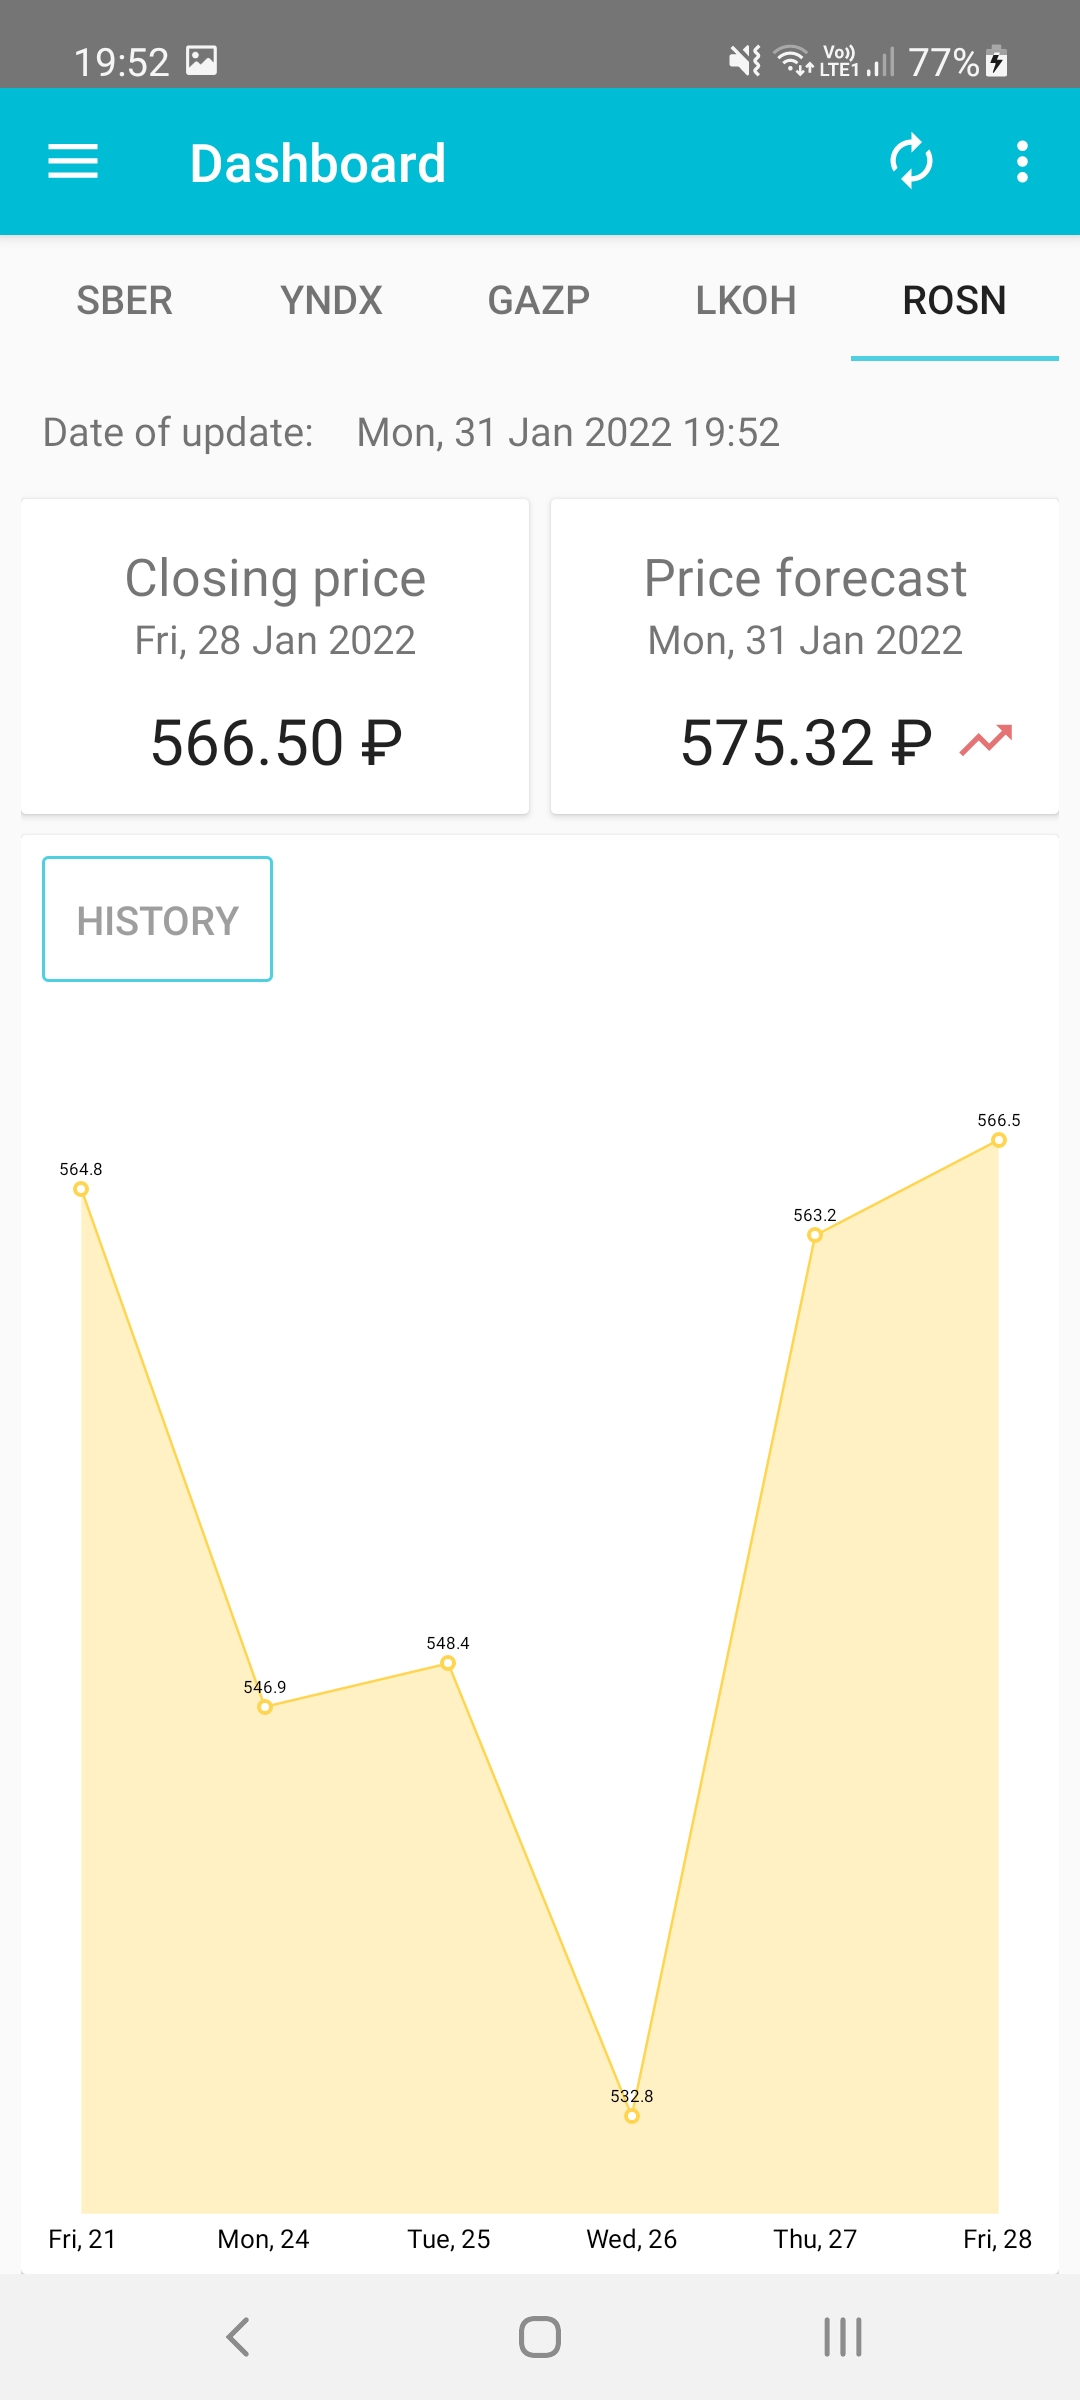 19:52 Vo)) LTE1 77%
Dashboard
SBER YNDX GAZP LKOH ROSN
Date of update: Mon, 31 Jan 2022 19:52
Closing price
Fri, 28 Jan 2022
566.50 ₽
Price forecast
Mon, 31 Jan 2022
575.32 ₽
HISTORY
566.5
564.8
563.2
548.4
546.9
532.8
Fri, 21 Mon, 24 Tue, 25 Wed, 26 Thu, 27 Fri, 28